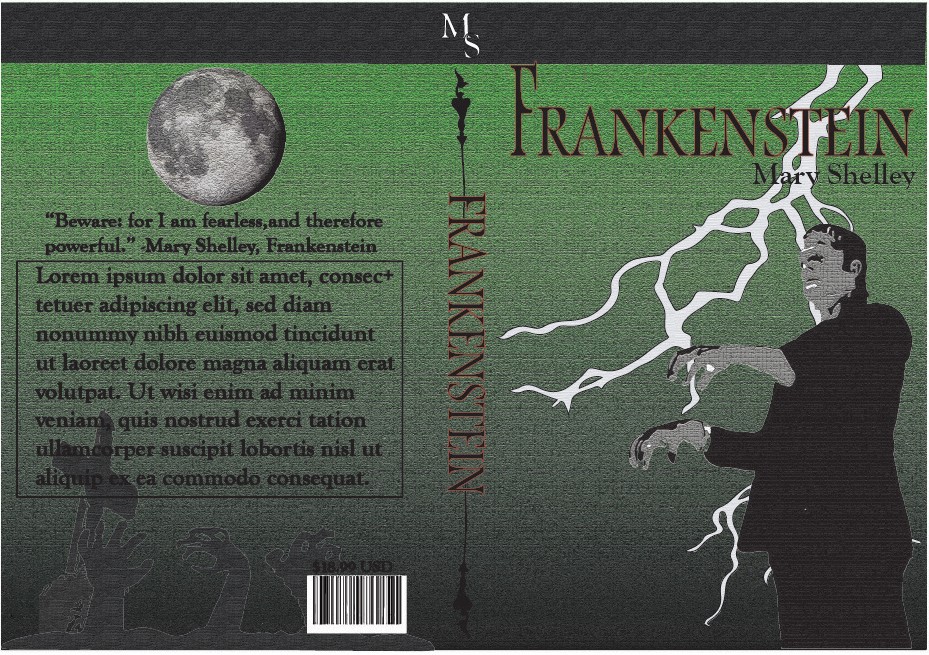 MS
FRANKENSTEIN
Mary Shelley
FRANKENSTEIN
“Beware: for I am fearless,and therefore
powerful.” -Mary Shelley, Frankenstein
Lorem ipsum dolor sit amet, consec+
tetuer adipiscing elit, sed diam
nonummy nibh euismod tincidunt
ut laoreet dolore magna aliquam erat
volutpat. Ut wisi enim ad minim
veniam, quis nostrud exerci tation
ullamcorper suscipit lobortis nisl ut
aliquip ex ea commodo consequat.
$18.99 USD